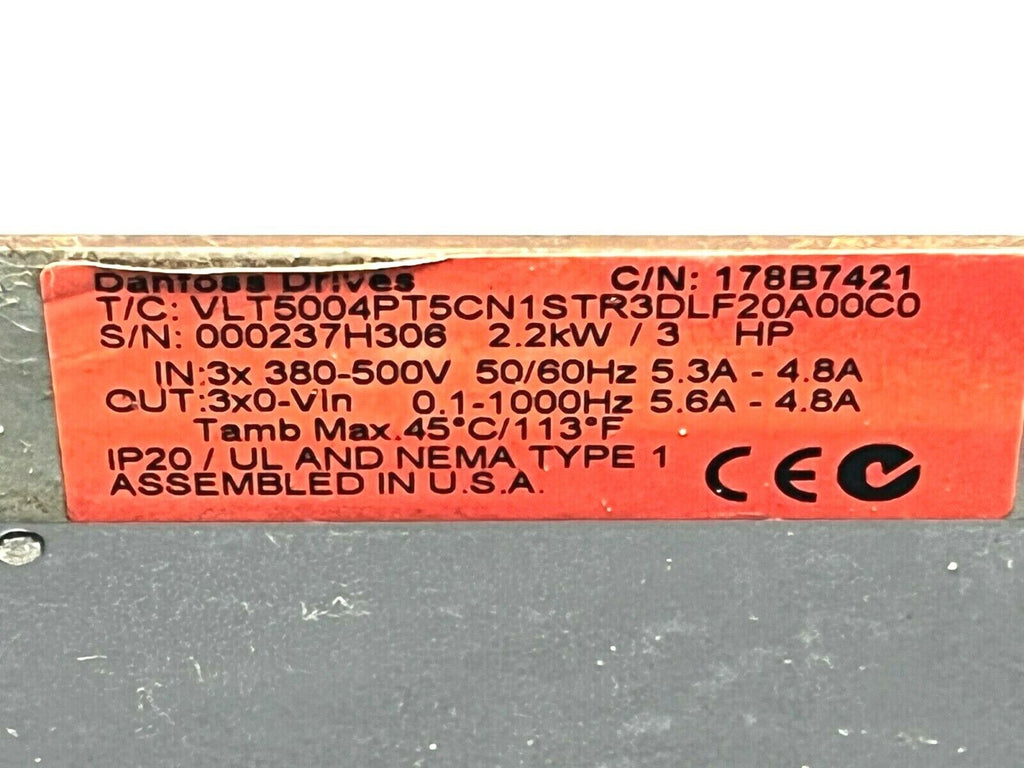 Danfoss Drives C/N: 178B7421
T/C: VLT5004PT5CN1STR3DLF20A00C0
S/N: 000237H306 2.2kW / 3 HP
IN:3x 380-500V 50/60Hz 5.3A - 4.8A
OUT:3x0-Vin 0.1-1000Hz 5.6A - 4.8A
Tamb Max.45°C/113°F
IP20 / UL AND NEMA TYPE 1
ASSEMBLED IN U.S.A.
CE